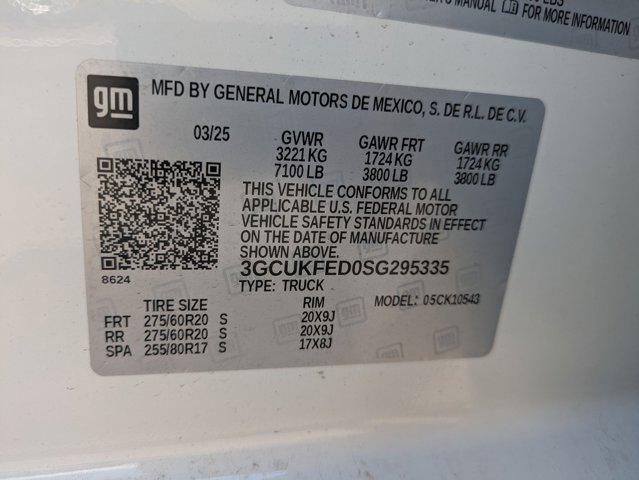 LBS
MANUAL FOR MORE INFORMATION
gm MFD BY GENERAL MOTORS DE MEXICO, S. DE R.L. DE C.V.
03/25 GVWR GAWR FRT GAWR RR
3221 KG 1724 KG 1724 KG
7100 LB 3800 LB 3800 LB
THIS VEHICLE CONFORMS TO ALL
APPLICABLE U.S. FEDERAL MOTOR
VEHICLE SAFETY STANDARDS IN EFFECT
ON THE DATE OF MANUFACTURE
SHOWN ABOVE.
8624
3GCUKFED0SG295335
TYPE: TRUCK
TIRE SIZE RIM MODEL: 05CK10543
FRT 275/60R20 S 20X9J
RR 275/60R20 S 20X9J
SPA 255/80R17 S 17X8J